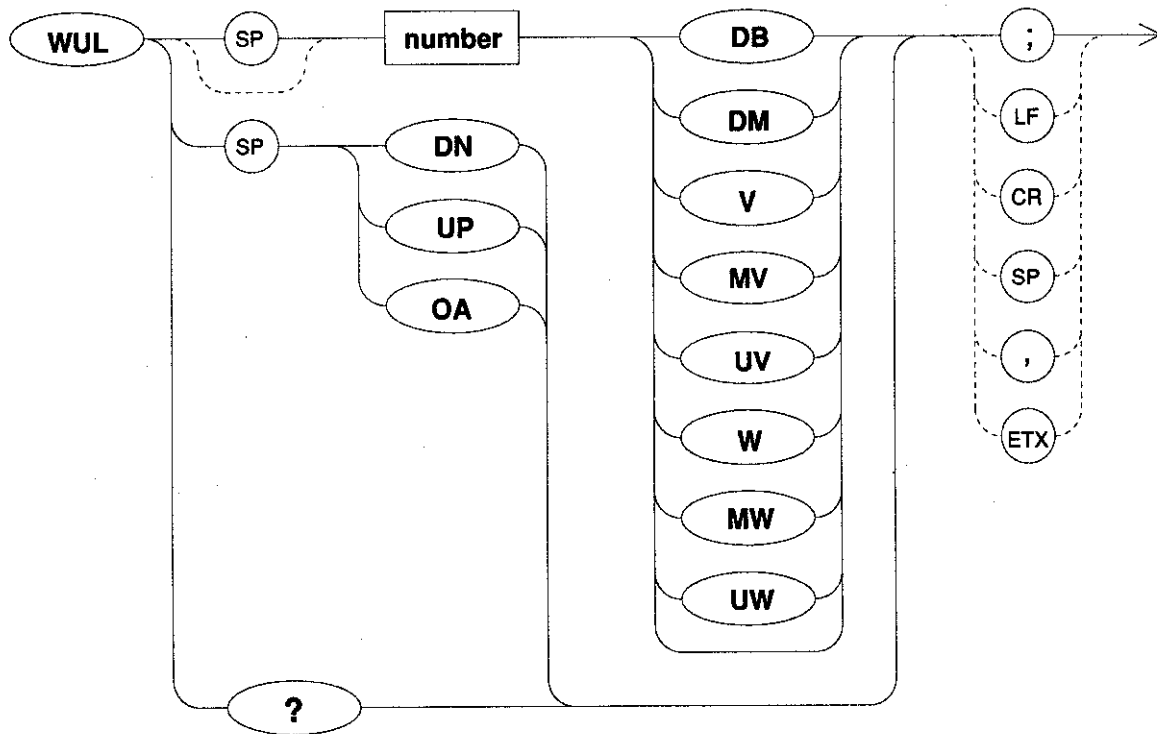 WUL SP number DB ;
DM LF
SP DN
V CR
UP
MV SP
OA
UV ,
W ETX
MW
UW
?